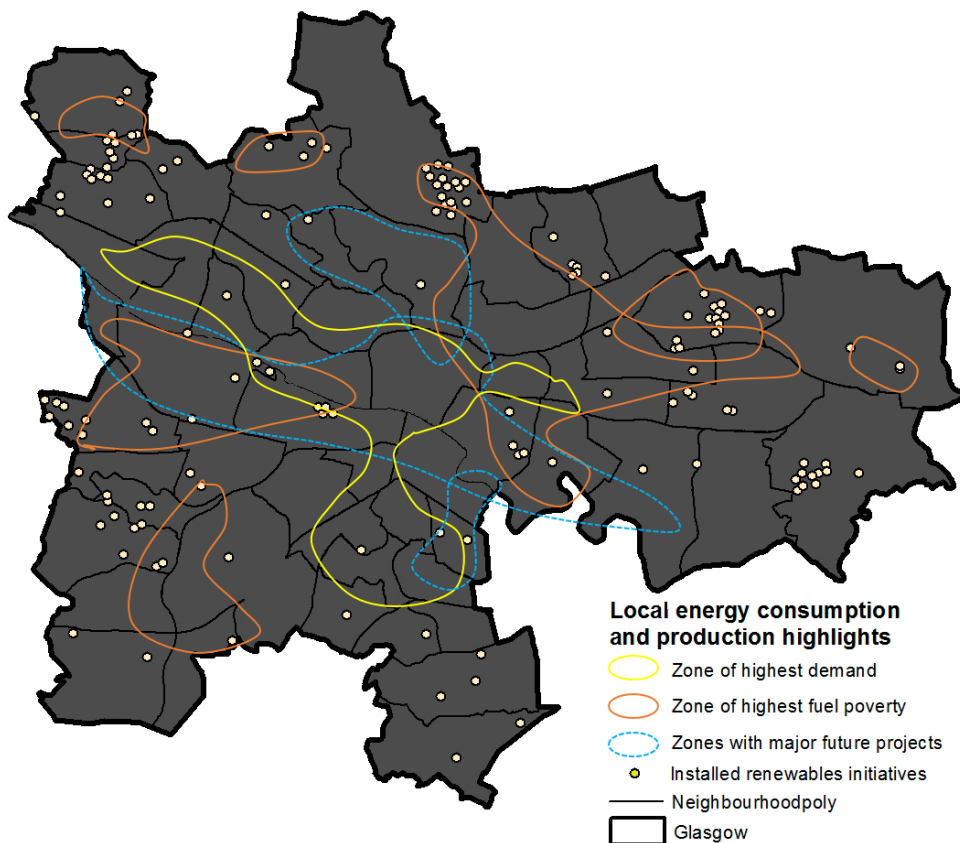 Local energy consumption
and production highlights
Zone of highest demand
Zone of highest fuel poverty
Zones with major future projects
Installed renewables initiatives
Neighbourhoodpoly
Glasgow